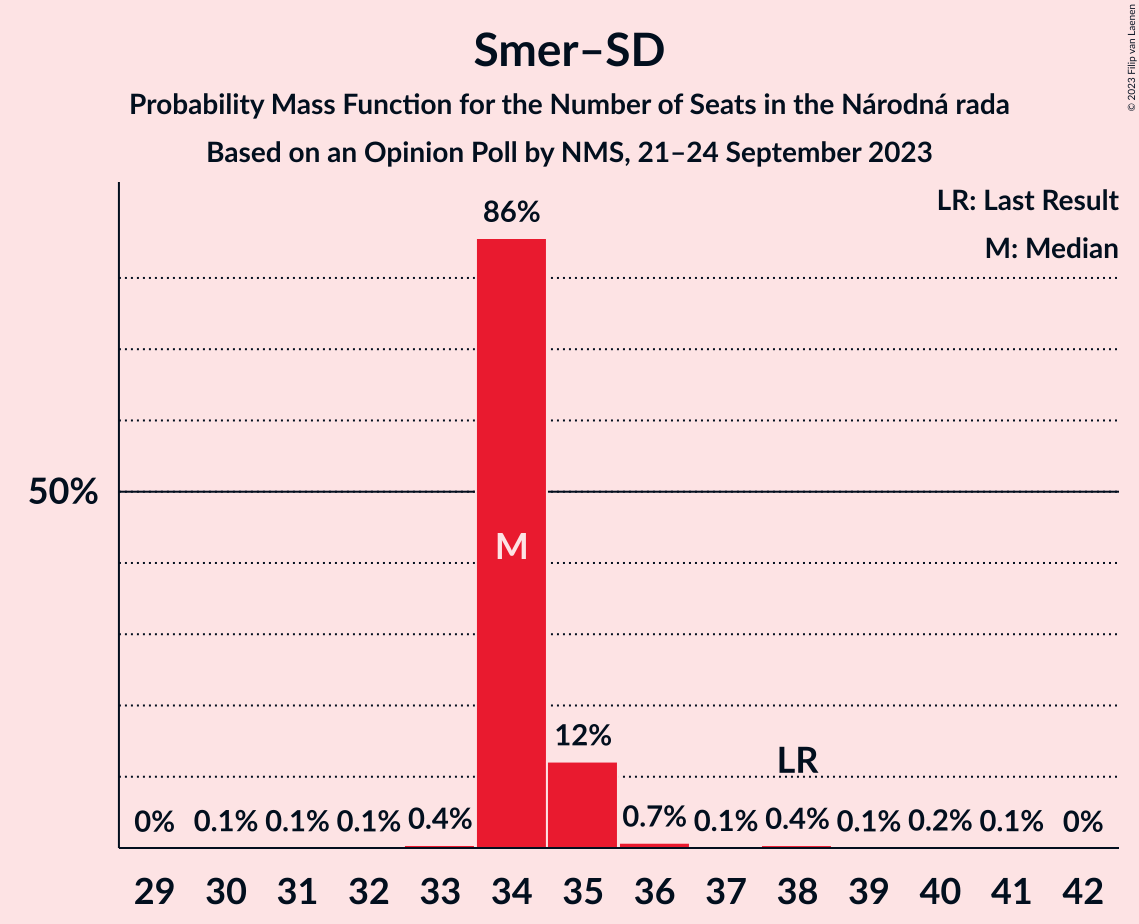 Smer–SD
Probability Mass Function for the Number of Seats in the Národná rada
Based on an Opinion Poll by NMS, 21–24 September 2023
© 2023 Filip van Laenen
LR: Last Result
M: Median
86%
50%
M
12%
LR
0% 0.1% 0.1% 0.1% 0.4% 0.7% 0.1% 0.4% 0.1% 0.2% 0.1% 0%
29 30 31 32 33 34 35 36 37 38 39 40 41 42